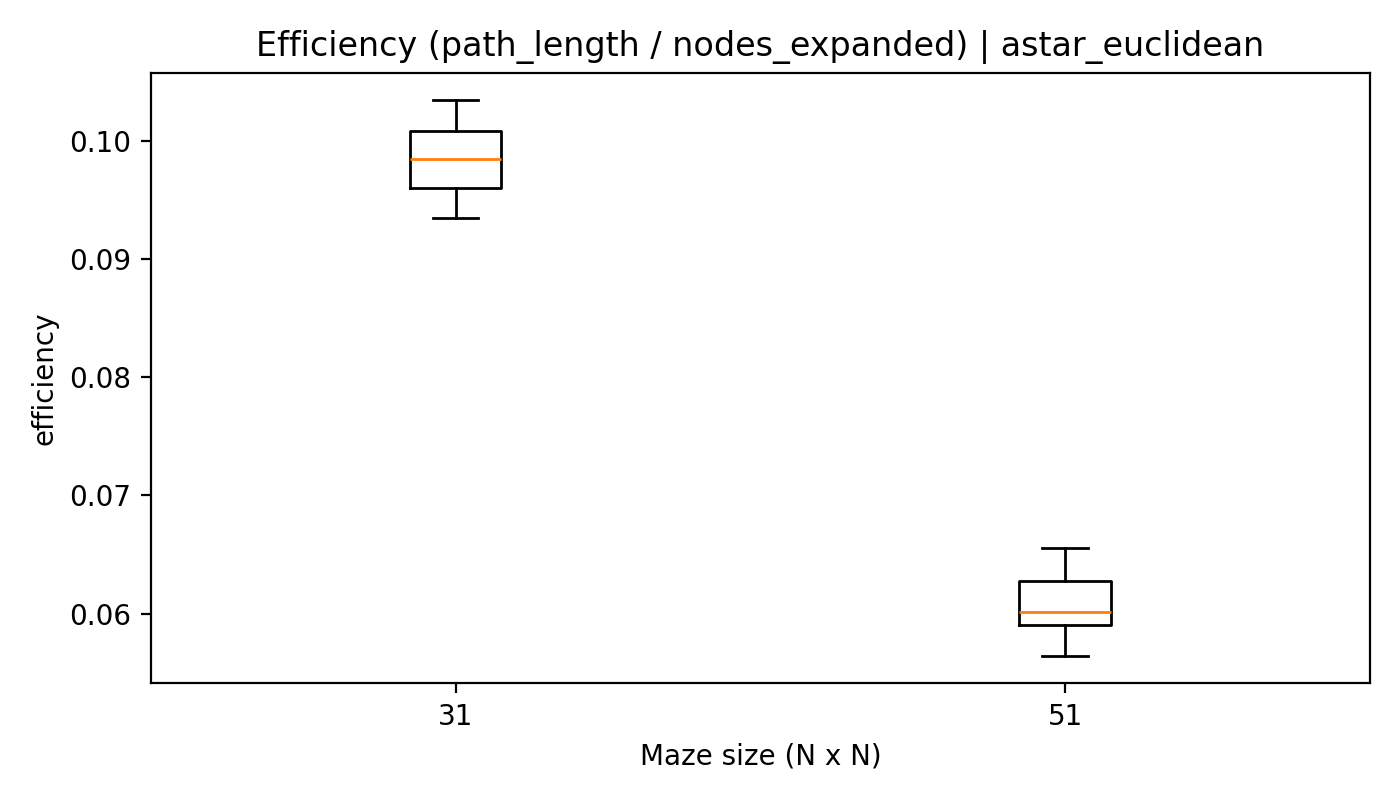 Efficiency (path_length / nodes_expanded) | astar_euclidean
efficiency
0.10
0.09
0.08
0.07
0.06
31
51
Maze size (N x N)